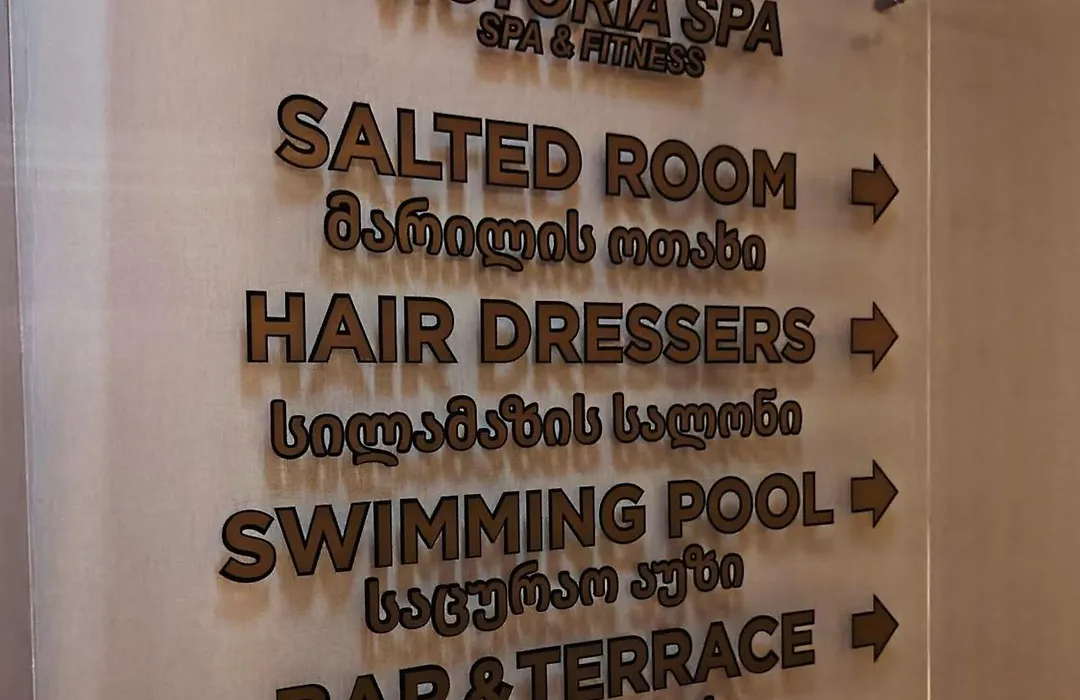 SPA
SPA & FITNESS
SALTED ROOM
მარილის ოთახი
HAIR DRESSERS
სილამაზის სალონი
SWIMMING POOL
საცურაო აუზი
BAR & TERRACE